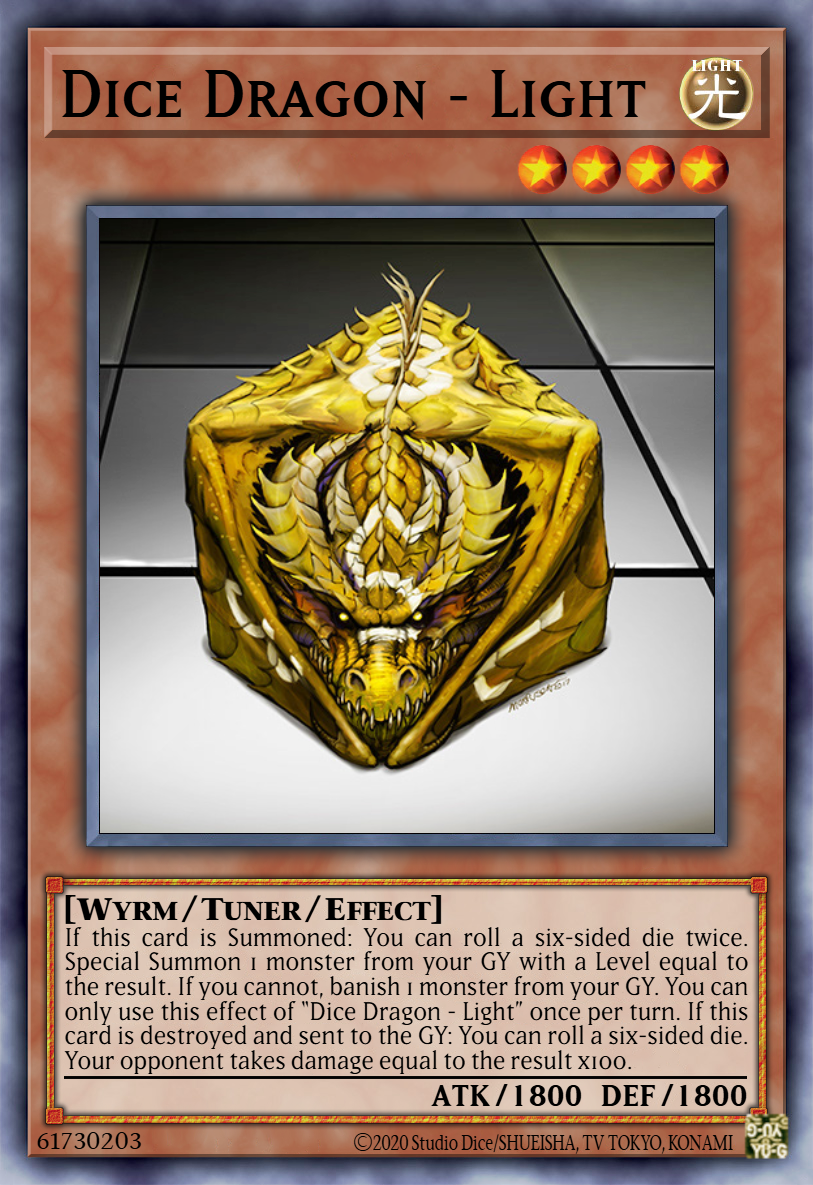 Dice Dragon - Light
LIGHT
光
[Wyrm/Tuner/Effect]
If this card is Summoned: You can roll a six-sided die twice.
Special Summon 1 monster from your GY with a Level equal to
the result. If you cannot, banish 1 monster from your GY. You can
only use this effect of "Dice Dragon - Light" once per turn. If this
card is destroyed and sent to the GY: You can roll a six-sided die.
Your opponent takes damage equal to the result x100.
ATK/1800 DEF/1800
61730203
©2020 Studio Dice/SHUEISHA, TV TOKYO, KONAMI